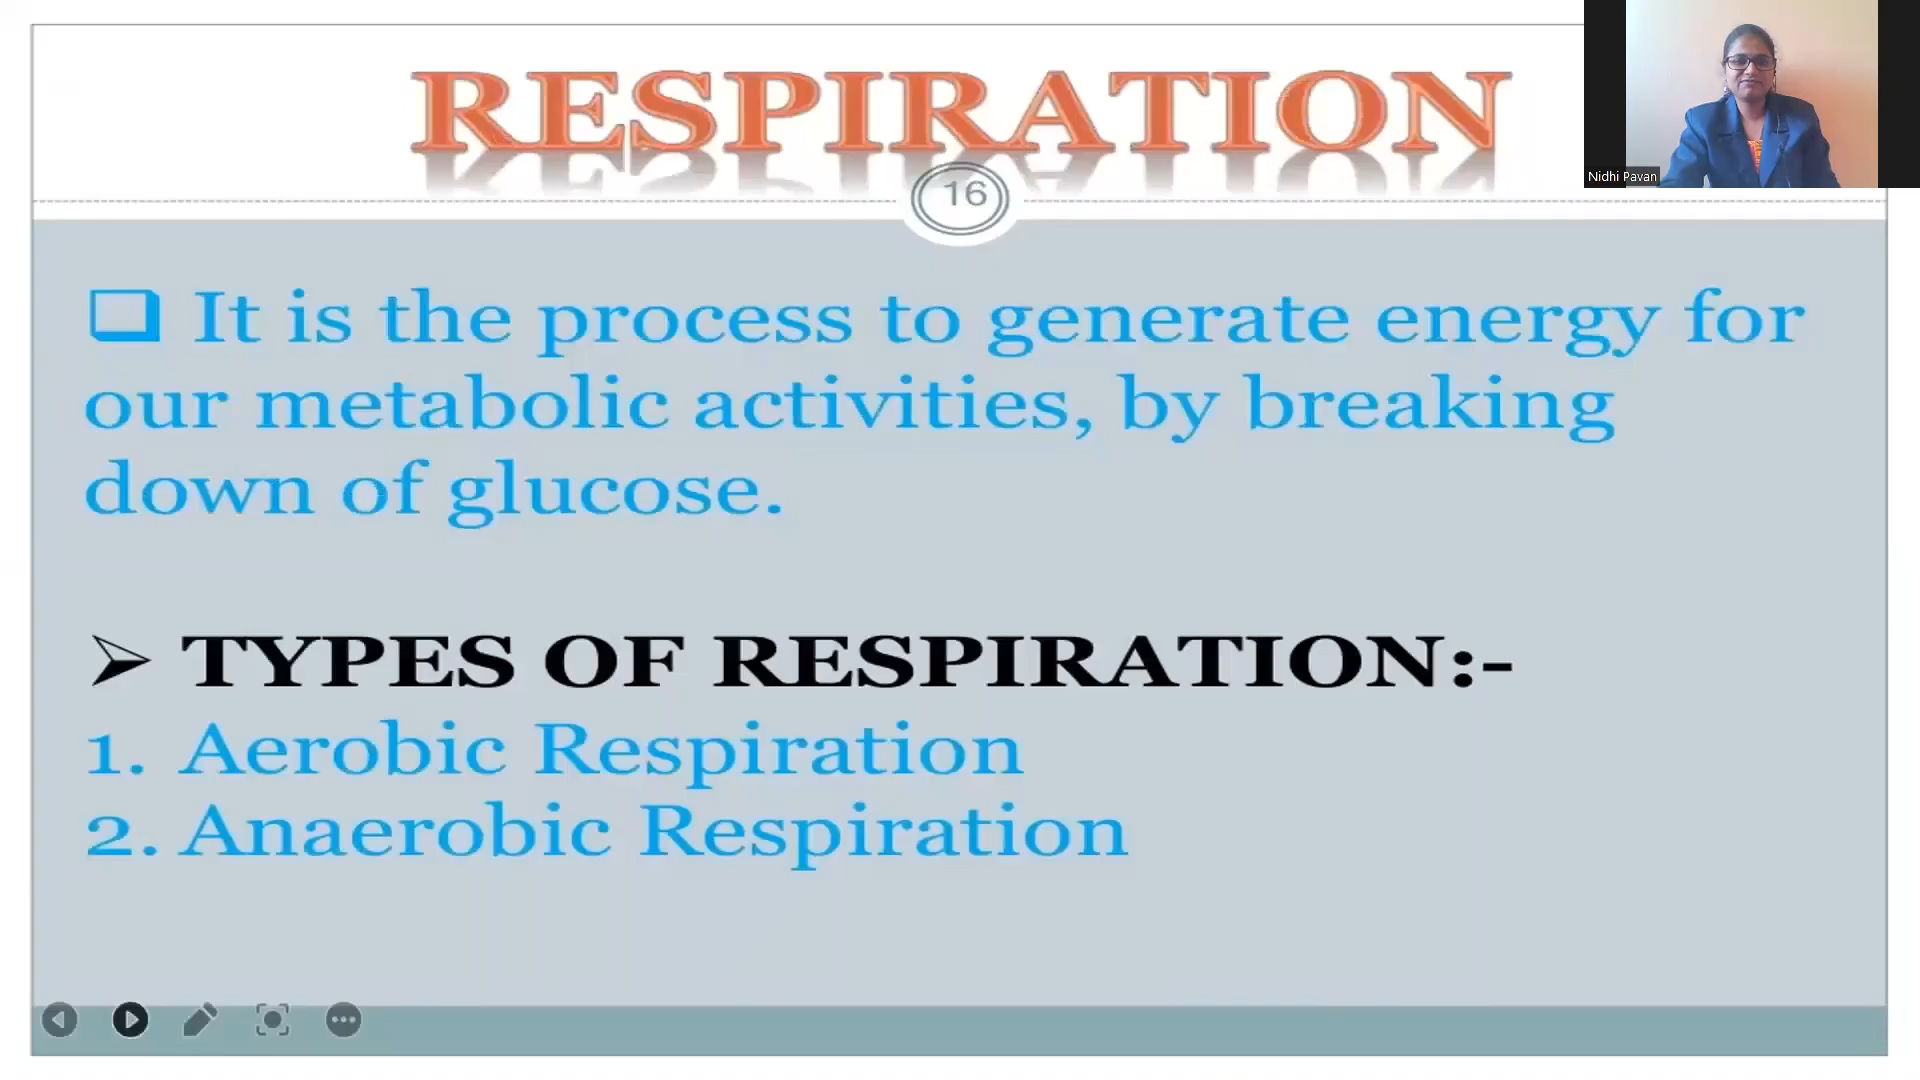 RESPIRATION
Nidhi Pavan
16
It is the process to generate energy for
our metabolic activities, by breaking
down of glucose.
TYPES OF RESPIRATION:-
1. Aerobic Respiration
2. Anaerobic Respiration